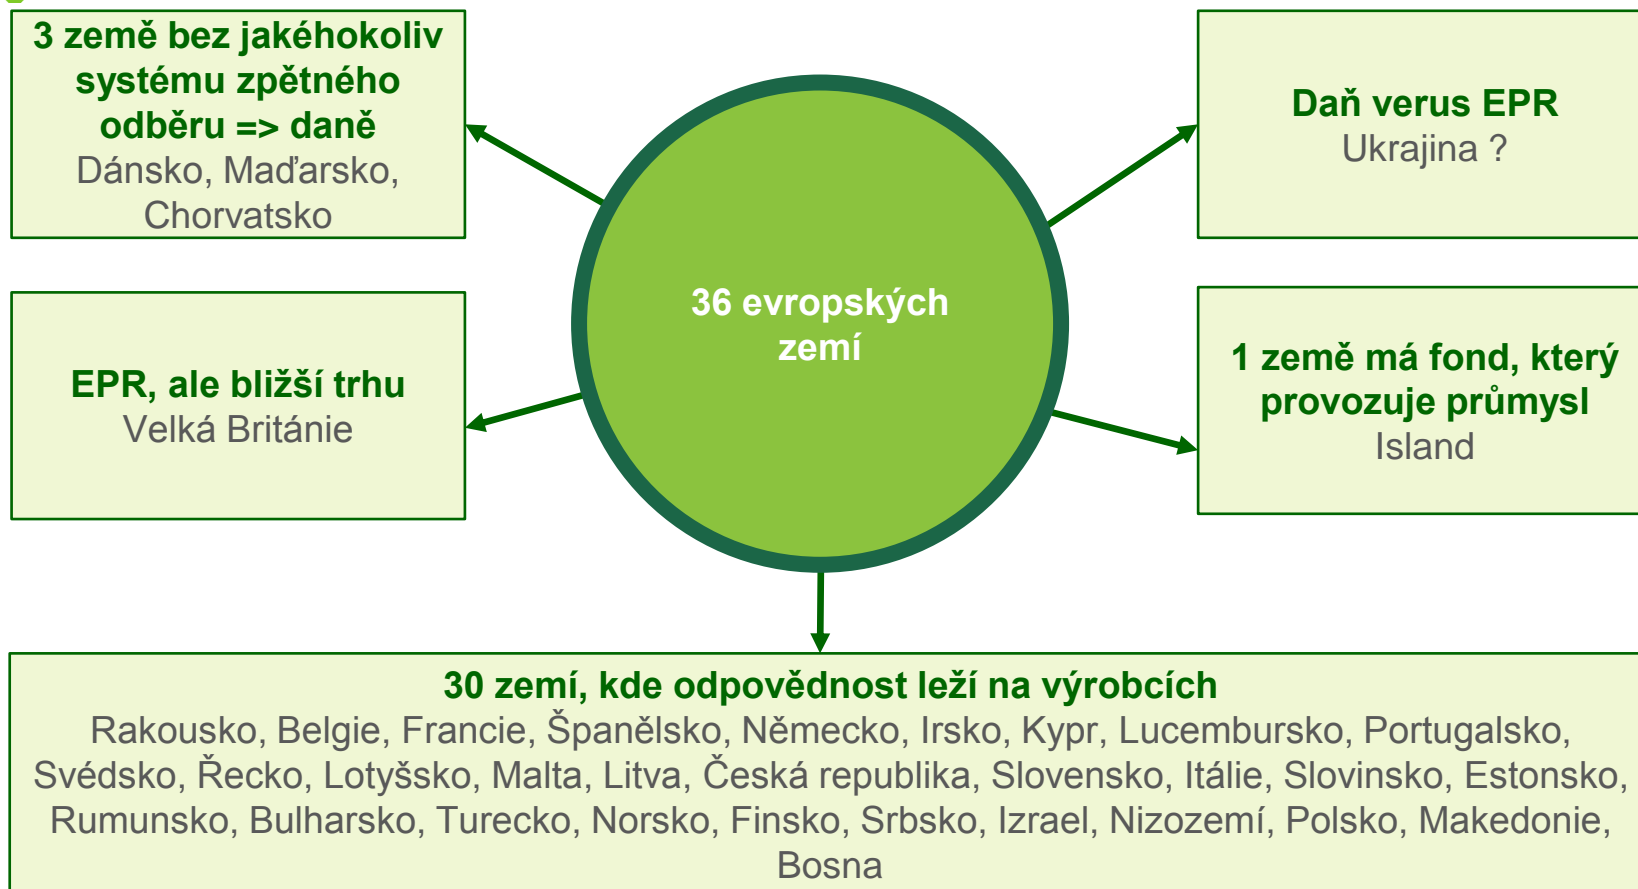 3 země bez jakéhokoliv
systému zpětného
odběru => daně
Dánsko, Maďarsko,
Chorvatsko
Daň verus EPR
Ukrajina ?
36 evropských
zemí
EPR, ale bližší trhu
Velká Británie
1 země má fond, který
provozuje průmysl
Island
30 zemí, kde odpovědnost leží na výrobcích
Rakousko, Belgie, Francie, Španělsko, Německo, Irsko, Kypr, Lucembursko, Portugalsko,
Svédsko, Řecko, Lotyšsko, Malta, Litva, Česká republika, Slovensko, Itálie, Slovinsko, Estonsko,
Rumunsko, Bulharsko, Turecko, Norsko, Finsko, Srbsko, Izrael, Nizozemí, Polsko, Makedonie,
Bosna